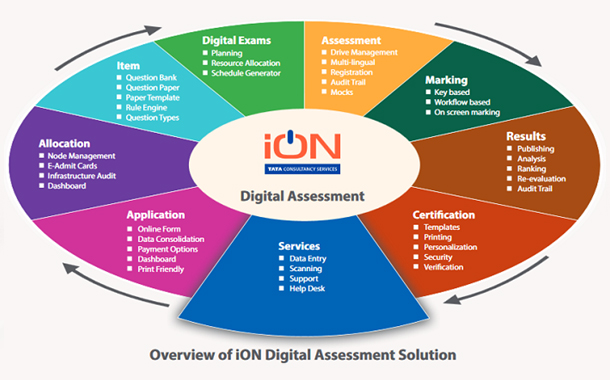 Digital Exams
Planning
Resource Allocation
Schedule Generator
Assessment
Drive Management
Multi-lingual
Registration
Audit Trail
Mocks
Marking
Key based
Workflow based
On screen marking
Results
Publishing
Analysis
Ranking
Re-evaluation
Audit Trail
Certification
Templates
Printing
Personalization
Security
Verification
Services
Data Entry
Scanning
Support
Help Desk
Application
Online Form
Data Consolidation
Payment Options
Dashboard
Print Friendly
Allocation
Node Management
E-Admit Cards
Infrastructure Audit
Dashboard
Item
Question Bank
Question Paper
Paper Template
Rule Engine
Question Types
iON
TATA CONSULTANCY SERVICES
Digital Assessment
Overview of iON Digital Assessment Solution